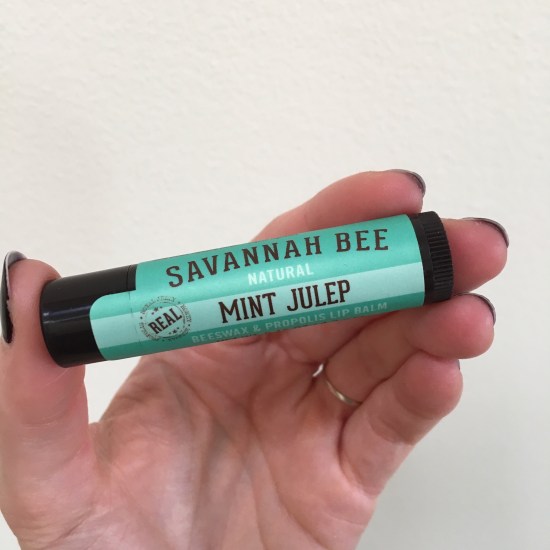 SAVANNAH BEE
NATURAL
MINT JULEP
REAL
BEESWAX & PROPOLIS LIP BALM